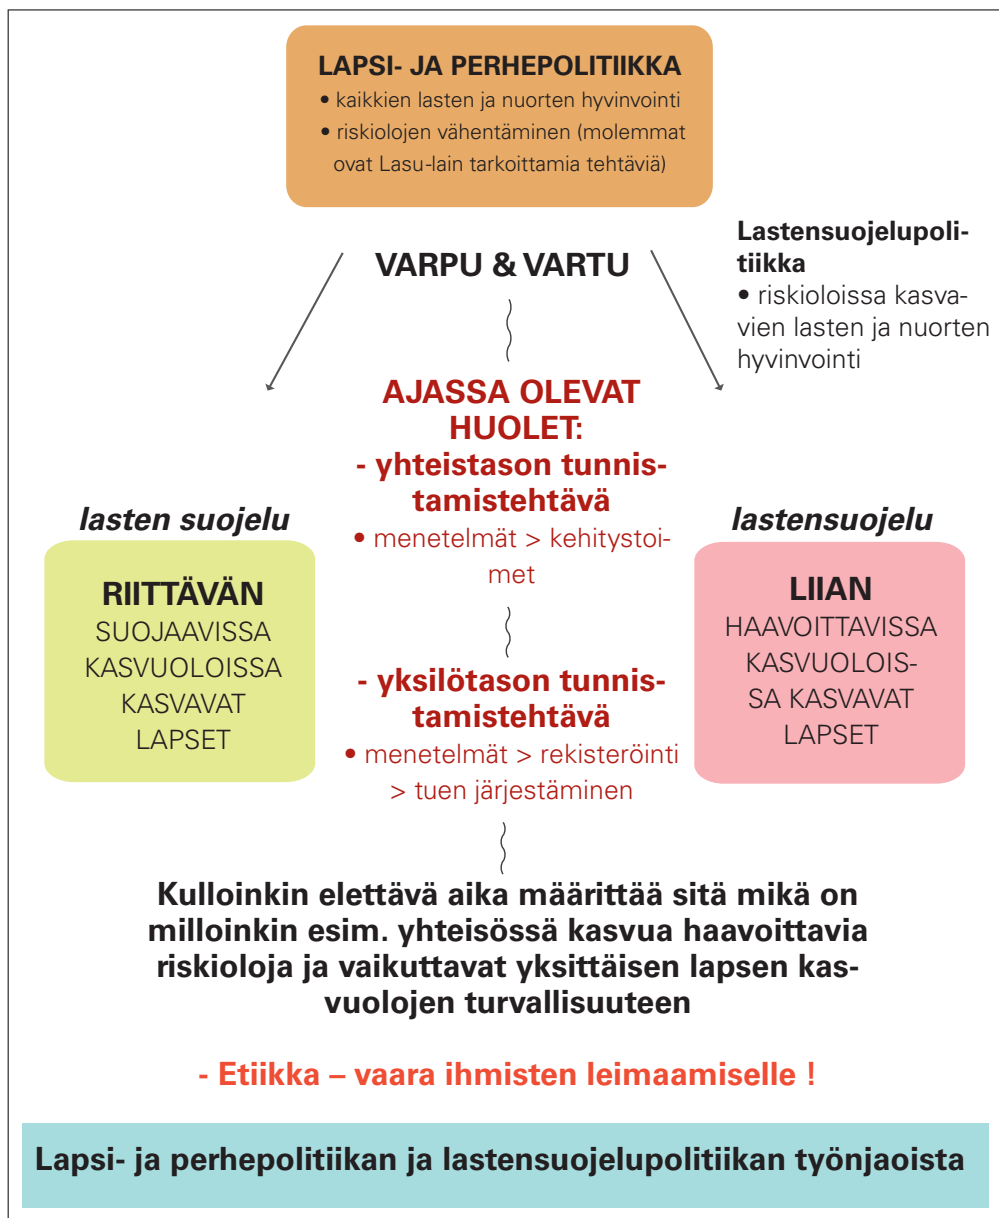 LAPSI- JA PERHEPOLITIIKKA
• kaikkien lasten ja nuorten hyvinvointi
• riskiolojen vähentäminen (molemmat
ovat Lasu-lain tarkoittamia tehtäviä)
VARPU & VARTU
Lastensuojelupoli-
tiikka
• riskioloissa kasva-
vien lasten ja nuorten
hyvinvointi
AJASSA OLEVAT
HUOLET:
- yhteistason tunnis-
tamistehtävä
• menetelmät > kehitystoi-
met
lasten suojelu
RIITTÄVÄN
SUOJAAVISSA
KASVUOLOISSA
KASVAVAT
LAPSET
lastensuojelu
LIIAN
HAAVOITTAVISSA
KASVUOLOIS-
SA KASVAVAT
LAPSET
- yksilötason tunnis-
tamistehtävä
• menetelmät > rekisteröinti
> tuen järjestäminen
Kulloinkin elettävä aika määrittää sitä mikä on
milloinkin esim. yhteisössä kasvua haavoittavia
riskioloja ja vaikuttavat yksittäisen lapsen kas-
vuolojen turvallisuuteen
- Etiikka – vaara ihmisten leimaamiselle !
Lapsi- ja perhepolitiikan ja lastensuojelupolitiikan työnjaoista